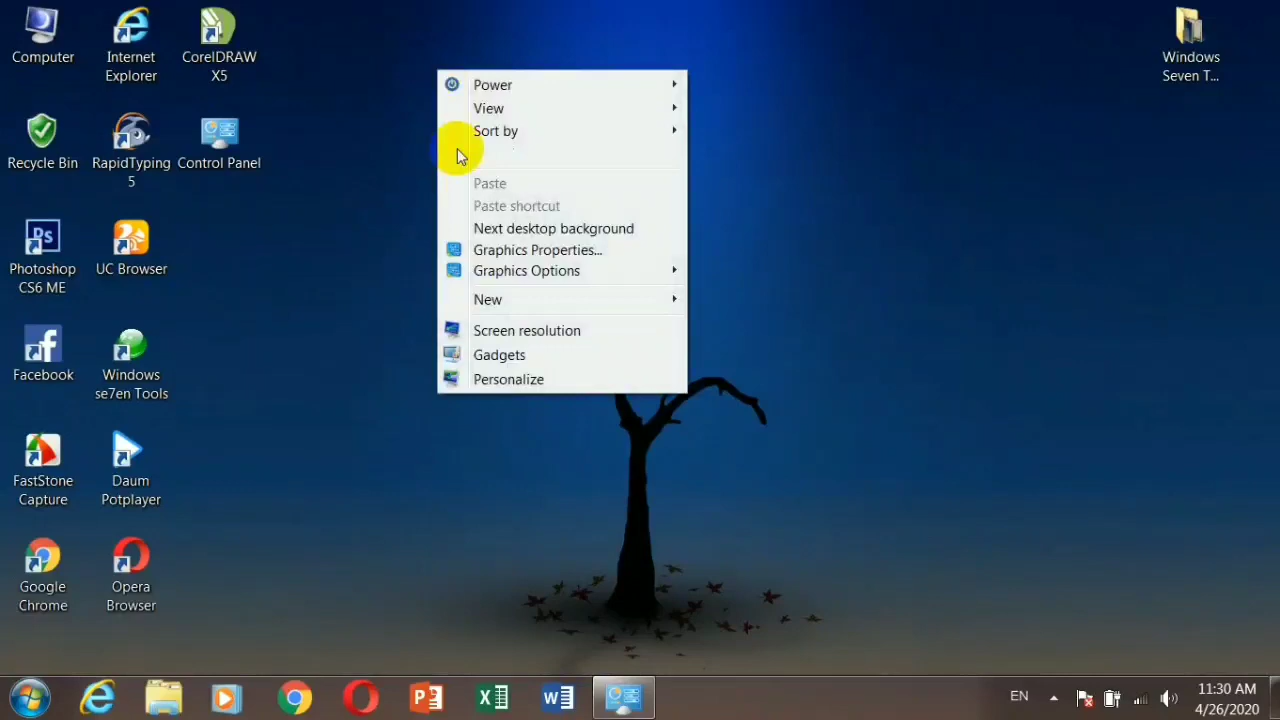 Computer
Internet
Explorer
CorelDRAW
X5
Windows
Seven T...
Recycle Bin
RapidTyping
5
Control Panel
Ps
Photoshop
CS6 ME
UC Browser
Facebook
Windows
se7en Tools
FastStone
Capture
Daum
Potplayer
Google
Chrome
Opera
Browser
Power
View
Sort by
Paste
Paste shortcut
Next desktop background
Graphics Properties...
Graphics Options
New
Screen resolution
Gadgets
Personalize
EN
11:30 AM
4/26/2020